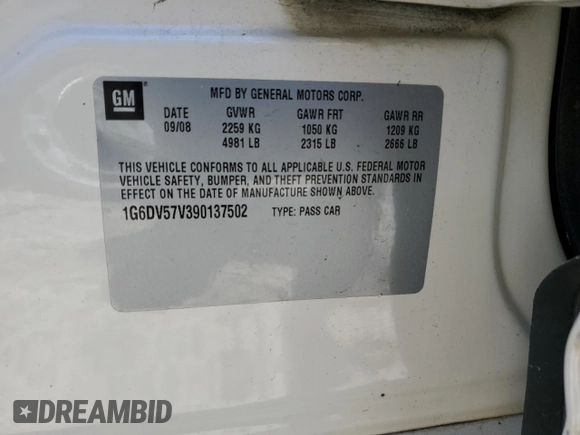 GM
MFD BY GENERAL MOTORS CORP.
DATE GVWR GAWR FRT GAWR RR
09/08 2259 KG 1050 KG 1209 KG
4981 LB 2315 LB 2666 LB
THIS VEHICLE CONFORMS TO ALL APPLICABLE U.S. FEDERAL MOTOR
VEHICLE SAFETY, BUMPER, AND THEFT PREVENTION STANDARDS IN
EFFECT ON THE DATE OF MANUFACTURE SHOWN ABOVE.
1G6DV57V390137502 TYPE: PASS CAR
DREAMBID